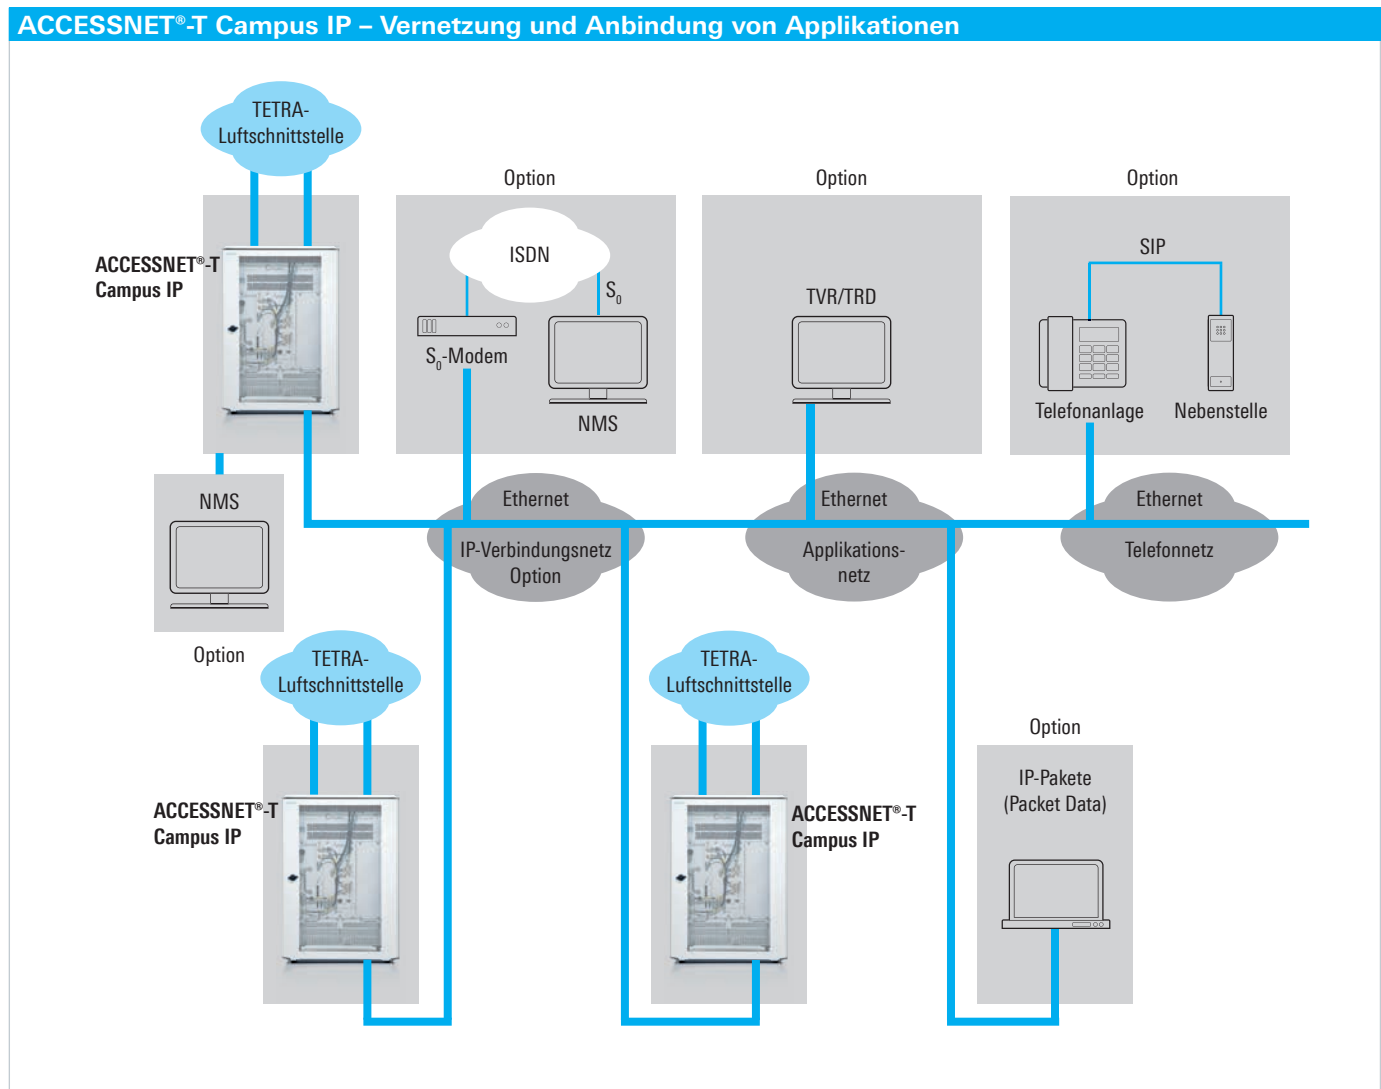 ACCESSNET®-T Campus IP – Vernetzung und Anbindung von Applikationen
TETRA-
Luftschnittstelle
ACCESSNET®-T
Campus IP
Option
ISDN
S0
S0-Modem
NMS
Option
TVR/TRD
Option
SIP
Telefonanlage
Nebenstelle
NMS
Option
Ethernet
IP-Verbindungsnetz
Option
Ethernet
Applikations-
netz
Ethernet
Telefonnetz
TETRA-
Luftschnittstelle
ACCESSNET®-T
Campus IP
TETRA-
Luftschnittstelle
ACCESSNET®-T
Campus IP
Option
IP-Pakete
(Packet Data)